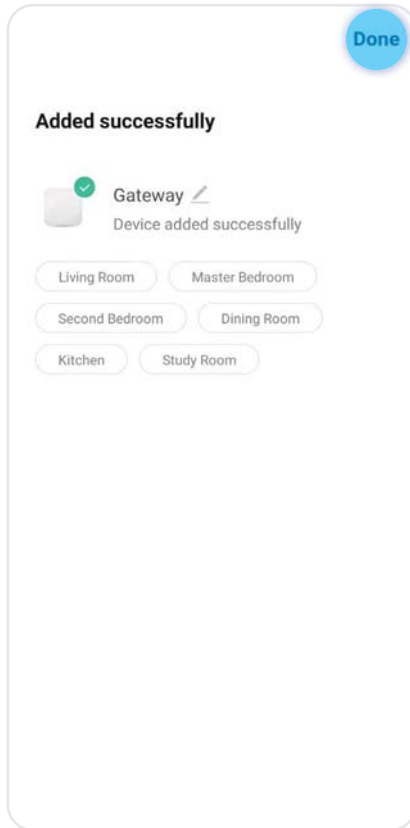 Done
Added successfully
Gateway
Device added successfully
Living Room Master Bedroom
Second Bedroom Dining Room
Kitchen Study Room